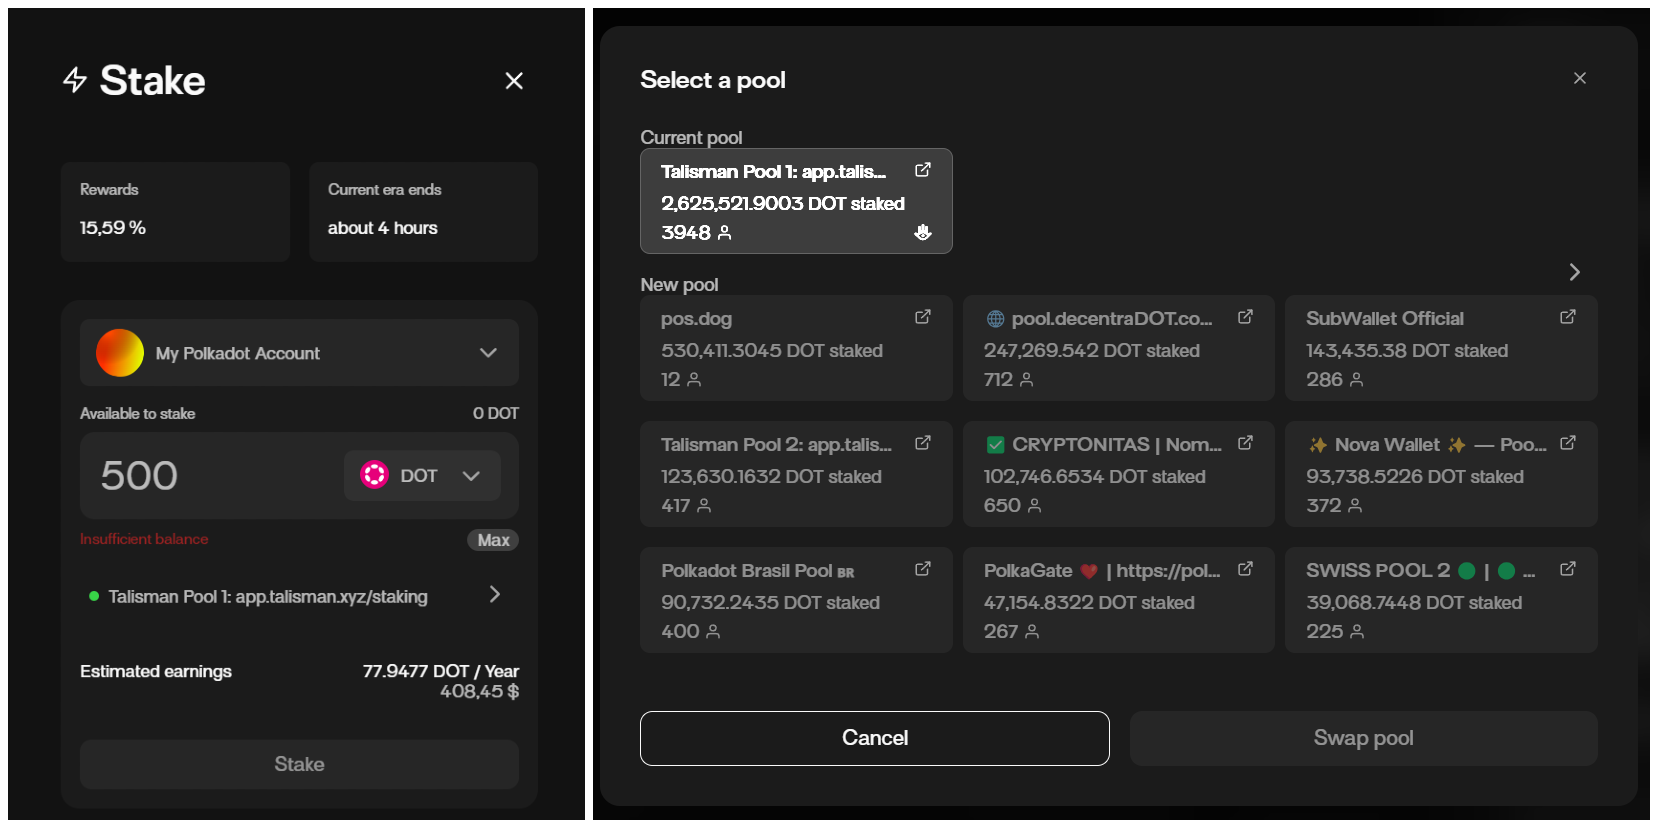 Stake
Rewards
15,59 %
Current era ends
about 4 hours
My Polkadot Account
Available to stake
0 DOT
500
DOT
Insufficient balance
Max
Talisman Pool 1: app.talisman.xyz/staking
Estimated earnings
77.9477 DOT / Year
408,45 $
Stake
Select a pool
Current pool
Talisman Pool 1: app.talis...
2,625,521.9003 DOT staked
3948
New pool
pos.dog
530,411.3045 DOT staked
12
🌐 pool.decentraDOT.co...
247,269.542 DOT staked
712
SubWallet Official
143,435.38 DOT staked
286
Talisman Pool 2: app.talis...
123,630.1632 DOT staked
417
✅ CRYPTONITAS | Nom...
102,746.6534 DOT staked
650
✨ Nova Wallet ✨ — Poo...
93,738.5226 DOT staked
372
Polkadot Brasil Pool BR
90,732.2435 DOT staked
400
PolkaGate ❤️ | https://pol...
47,154.8322 DOT staked
267
SWISS POOL 2 🟢 | 🟢 ...
39,068.7448 DOT staked
225
Cancel
Swap pool